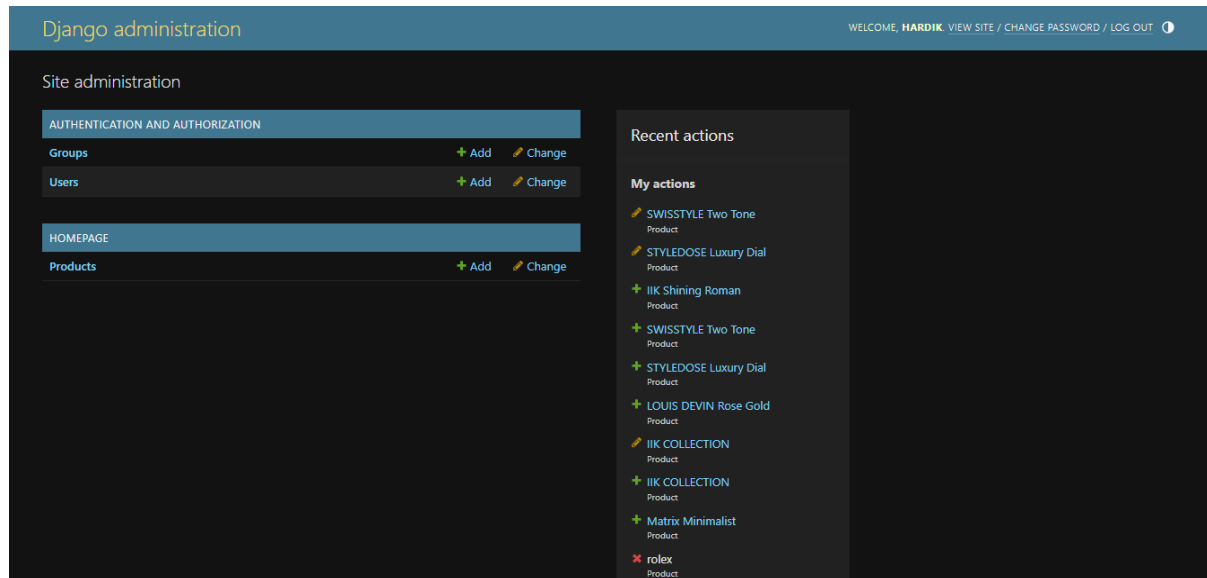 Django administration
WELCOME, HARDIK. VIEW SITE / CHANGE PASSWORD / LOG OUT
Site administration
AUTHENTICATION AND AUTHORIZATION
Groups Add Change
Users Add Change
HOMEPAGE
Products Add Change
Recent actions
My actions
SWISSTYLE Two Tone
Product
STYLEDOSE Luxury Dial
Product
IIK Shining Roman
Product
SWISSTYLE Two Tone
Product
STYLEDOSE Luxury Dial
Product
LOUIS DEVIN Rose Gold
Product
IIK COLLECTION
Product
IIK COLLECTION
Product
Matrix Minimalist
Product
rolex
Product